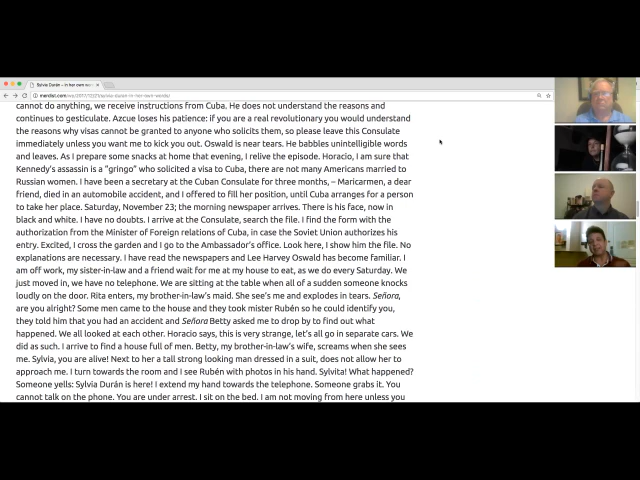 Sylvia Durán – in her own wor
mendist.com/we/2017/12/21/sylvia-duran-in-her-own-words/
cannot do anything, we receive instructions from Cuba. He does not understand the reasons and
continues to gesticulate. Azcue loses his patience: if you are a real revolutionary you would understand
the reasons why visas cannot be granted to anyone who solicits them, so please leave this Consulate
immediately unless you want me to kick you out. Oswald is near tears. He babbles unintelligible words
and leaves. As I prepare some snacks at home that evening, I relive the episode. Horacio, I am sure that
Kennedy's assassin is a "gringo" who solicited a visa to Cuba, there are not many Americans married to
Russian women. I have been a secretary at the Cuban Consulate for three months, – Maricarmen, a dear
friend, died in an automobile accident, and I offered to fill her position, until Cuba arranges for a person
to take her place. Saturday, November 23; the morning newspaper arrives. There is his face, now in
black and white. I have no doubts. I arrive at the Consulate, search the file. I find the form with the
authorization from the Minister of Foreign relations of Cuba, in case the Soviet Union authorizes his
entry. Excited, I cross the garden and I go to the Ambassador's office. Look here, I show him the file. No
explanations are necessary. I have read the newspapers and Lee Harvey Oswald has become familiar. I
am off work, my sister-in-law and a friend wait for me at my house to eat, as we do every Saturday. We
just moved in, we have no telephone. We are sitting at the table when all of a sudden someone knocks
loudly on the door. Rita enters, my brother-in-law's maid. She see's me and explodes in tears. Señora,
are you alright? Some men came to the house and they took mister Rubén so he could identify you,
they told him that you had an accident and Señora Betty asked me to drop by to find out what
happened. We all looked at each other. Horacio says, this is very strange, let's all go in separate cars. We
did as such. I arrive to find a house full of men. Betty, my brother-in-law's wife, screams when she sees
me. Sylvia, you are alive! Next to her a tall strong looking man dressed in a suit, does not allow her to
approach me. I turn towards the room and I see Rubén with photos in his hand. Sylvita! What happened?
Someone yells: Sylvia Durán is here! I extend my hand towards the telephone. Someone grabs it. You
cannot talk on the phone. You are under arrest. I sit on the bed. I am not moving from here unless you